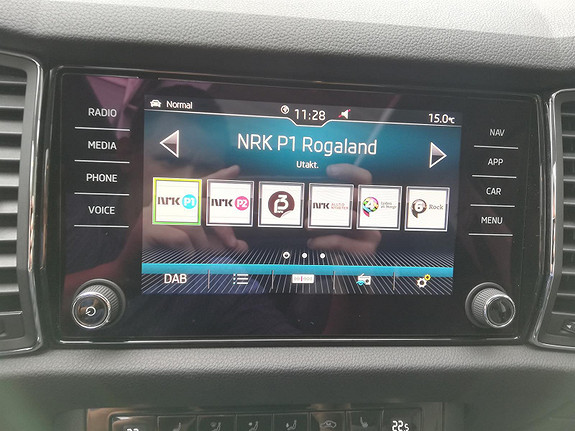 Normal
11:28
15.0°C
NRK P1 Rogaland
Utakt.
RADIO
MEDIA
PHONE
VOICE
NAV
APP
CAR
MENU
NRK P1
NRK P2
NRK
Rock
DAB
22.5